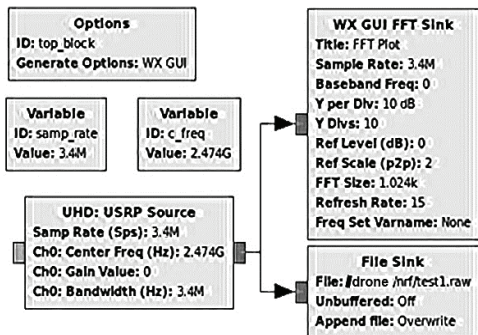 Options
ID: top_block
Generate Options: WX GUI
Variable
ID: samp_rate
Value: 3.4M
Variable
ID: c_freq
Value: 2.474G
UHD: USRP Source
Samp Rate (Sps): 3.4M
Ch0: Center Freq (Hz): 2.474G
Ch0: Gain Value: 0
Ch0: Bandwidth (Hz): 3.4M
WX GUI FFT Sink
Title: FFT Plot
Sample Rate: 3.4M
Baseband Freq: 0
Y per Div: 10 dB
Y Divs: 10
Ref Level (dB): 0
Ref Scale (p2p): 2
FFT Size: 1.024k
Refresh Rate: 15
Freq Set Varname: None
File Sink
File: /drone /nrf/test1.raw
Unbuffered: Off
Append file: Overwrite